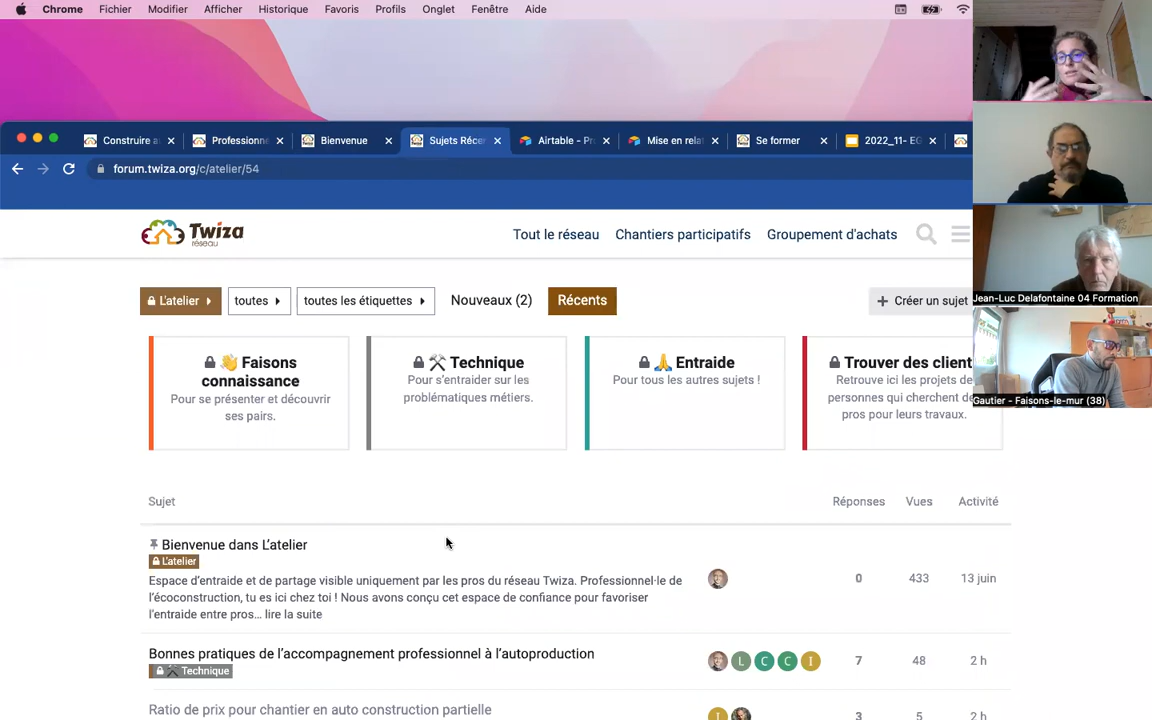 Chrome Fichier Modifier Afficher Historique Favoris Profils Onglet Fenêtre Aide
Construire a Professionn Bienvenue Sujets Récen Airtable - Pr Mise en relat Se former 2022_11- EG
forum.twiza.org/c/atelier/54
Twiza
réseau
Tout le réseau Chantiers participatifs Groupement d'achats
L'atelier toutes toutes les étiquettes Nouveaux (2) Récents + Créer un sujet
Faisons
connaissance
Pour se présenter et découvrir
ses pairs.
Technique
Pour s'entraider sur les
problématiques métiers.
Entraide
Pour tous les autres sujets !
Trouver des client
Retrouve ici les projets de
personnes qui cherchent de
pros pour leurs travaux.
Jean-Luc Delafontaine 04 Formation
Gautier - Faisons-le-mur (38)
Sujet Réponses Vues Activité
Bienvenue dans L'atelier
L'atelier
Espace d'entraide et de partage visible uniquement par les pros du réseau Twiza. Professionnel·le de
l'écoconstruction, tu es ici chez toi ! Nous avons conçu cet espace de confiance pour favoriser
l'entraide entre pros... lire la suite
0 433 13 juin
Bonnes pratiques de l'accompagnement professionnel à l'autoproduction
Technique
L C C I 7 48 2 h
Ratio de prix pour chantier en auto construction partielle
I 3 5 2 h